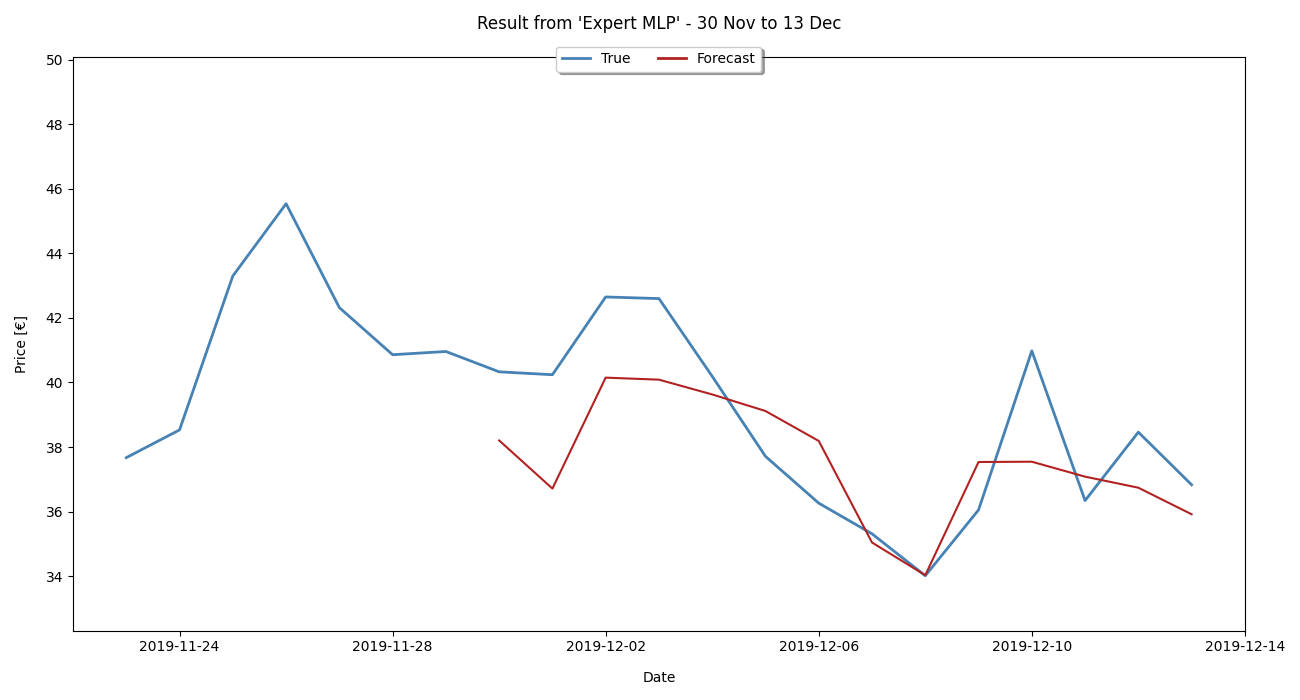 Result from 'Expert MLP' - 30 Nov to 13 Dec
True Forecast
50
48
46
44
42
40
38
36
34
Price [€]
2019-11-24 2019-11-28 2019-12-02 2019-12-06 2019-12-10 2019-12-14
Date